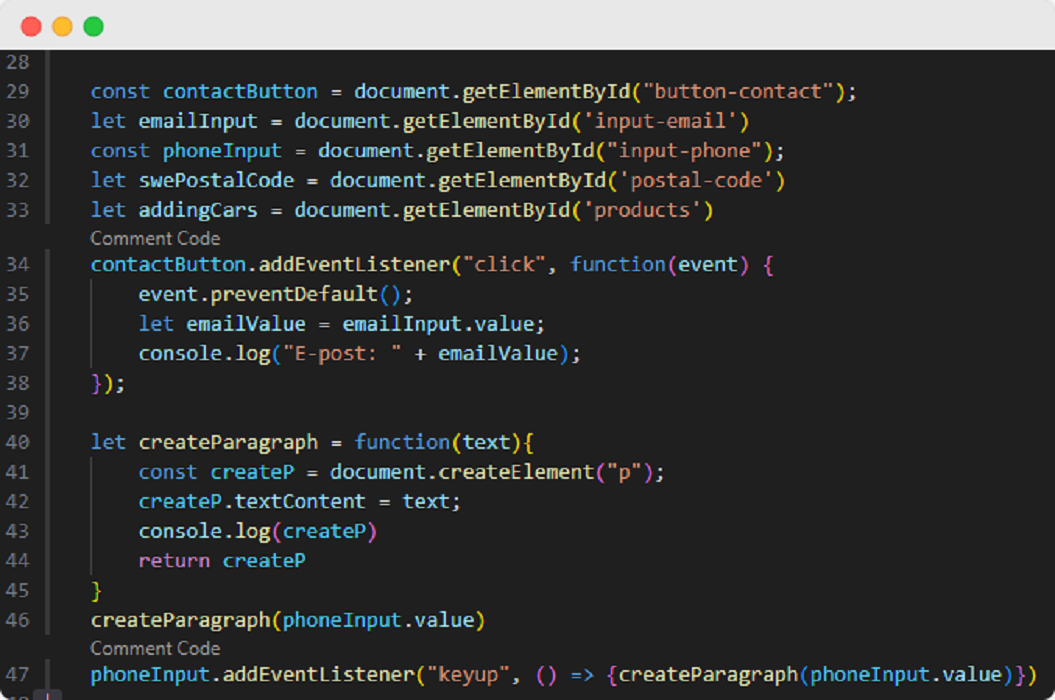 28
29 const contactButton = document.getElementById("button-contact");
30 let emailInput = document.getElementById('input-email')
31 const phoneInput = document.getElementById("input-phone");
32 let swePostalCode = document.getElementById('postal-code')
33 let addingCars = document.getElementById('products')
Comment Code
34 contactButton.addEventListener("click", function(event) {
35 event.preventDefault();
36 let emailValue = emailInput.value;
37 console.log("E-post: " + emailValue);
38 });
39
40 let createParagraph = function(text){
41 const createP = document.createElement("p");
42 createP.textContent = text;
43 console.log(createP)
44 return createP
45 }
46 createParagraph(phoneInput.value)
Comment Code
47 phoneInput.addEventListener("keyup", () => {createParagraph(phoneInput.value)})